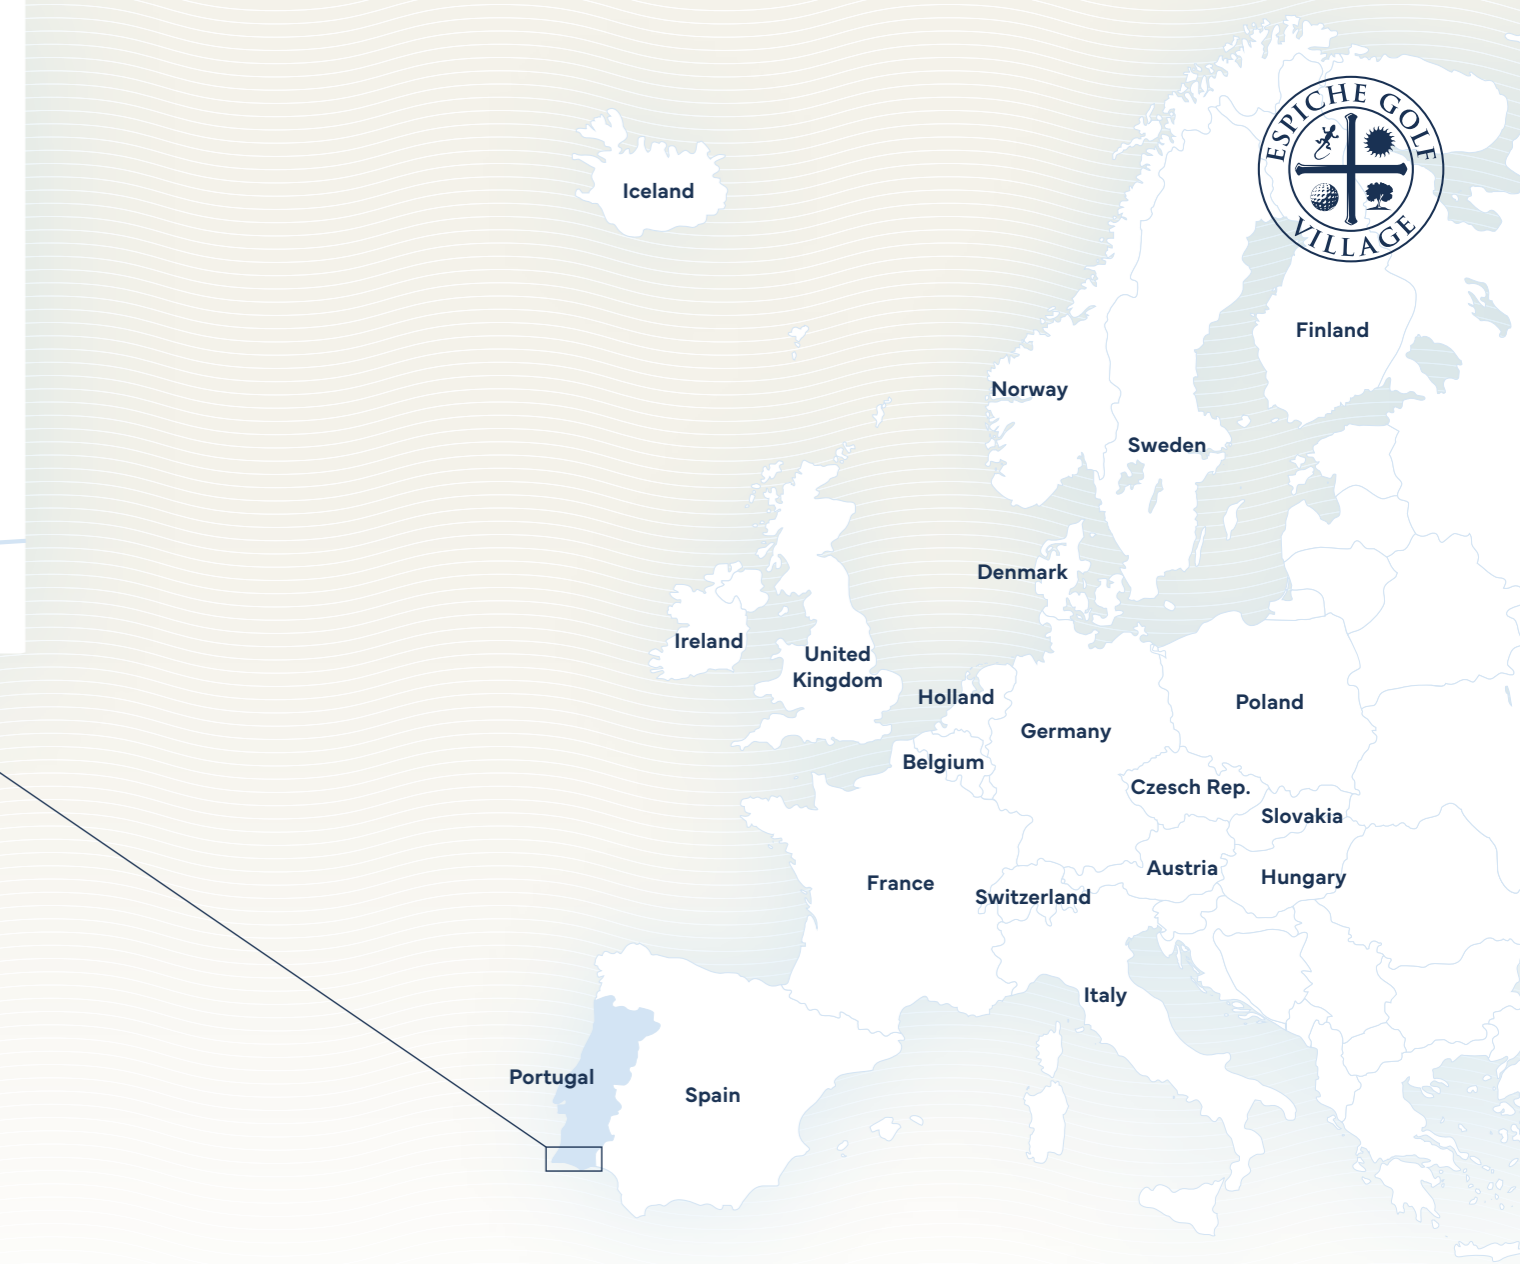 ESPICHE GOLF
VILLAGE
Iceland
Finland
Norway
Sweden
Denmark
Ireland
United
Kingdom
Holland
Poland
Germany
Belgium
Czesch Rep.
Slovakia
Austria
Hungary
France
Switzerland
Italy
Portugal
Spain